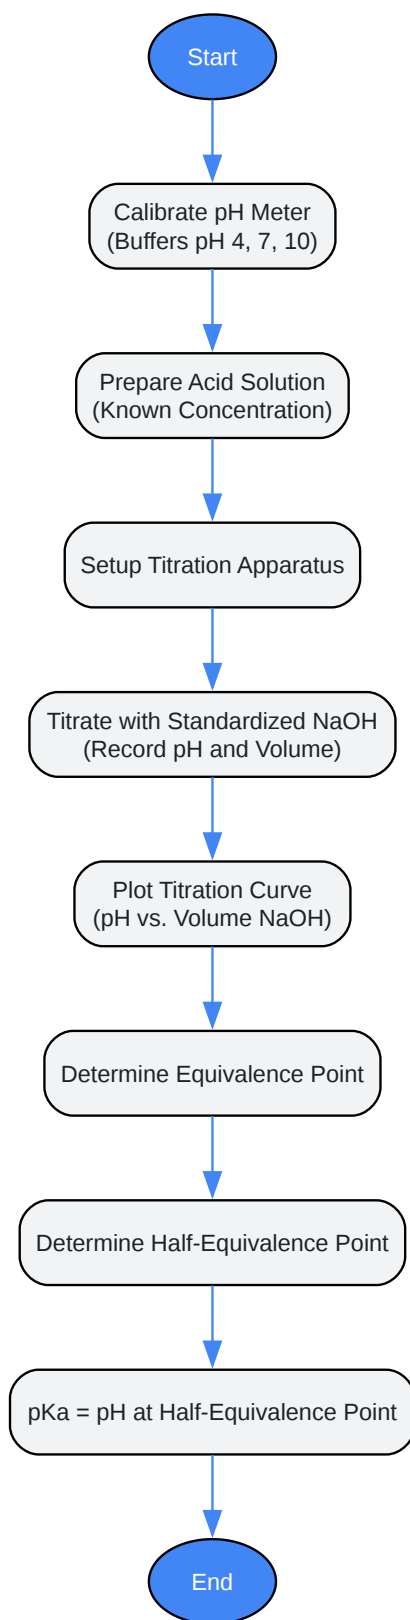 Start
Calibrate pH Meter
(Buffers pH 4, 7, 10)
Prepare Acid Solution
(Known Concentration)
Setup Titration Apparatus
Titrate with Standardized NaOH
(Record pH and Volume)
Plot Titration Curve
(pH vs. Volume NaOH)
Determine Equivalence Point
Determine Half-Equivalence Point
pKa = pH at Half-Equivalence Point
End